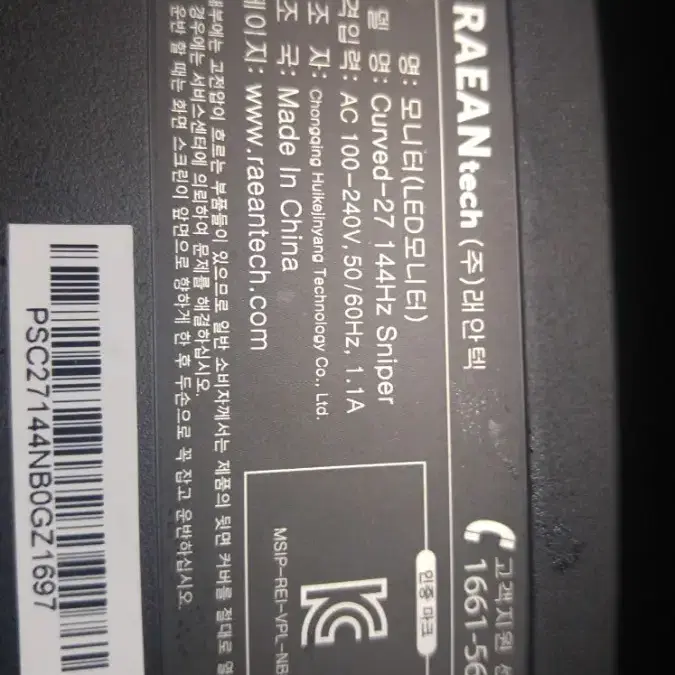 RAEANtech (주)래안텍
고객지원
1661-56
명: 모니터(LED모니터)
델 명: Curved-27 144Hz Sniper
격입력: AC 100-240V, 50/60Hz, 1.1A
조 자: Chongqing Huikejinyang Technology Co., Ltd.
조 국: Made In China
페이지: www.raeantech.com
인증 마크
MSIP-REI-VPL-NB
내부에는 고전압이 흐르는 부품들이 있으므로 일반 소비자께서는 제품의 뒷면 커버를 절대로 열
경우에는 서비스센터에 의뢰하여 문제를 해결하십시오.
운반 할 때는 화면 스크린이 앞면으로 향하게 한 후 두손으로 꼭 잡고 운반하십시오.
PSC27144NB0GZ1697